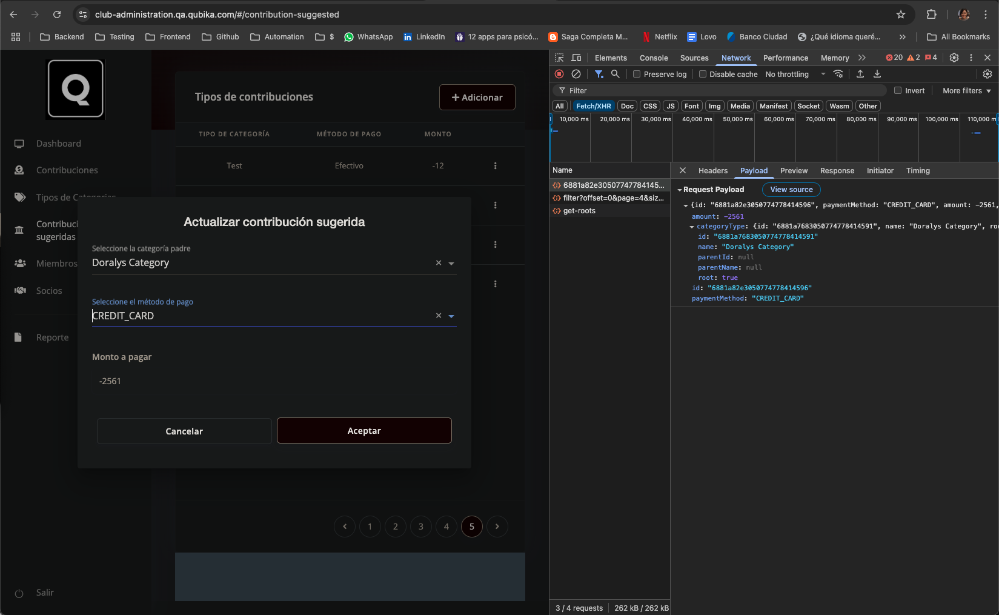 club-administration.qa.qubika.com/#/contribution-suggested
Backend Testing Frontend Github Automation $ WhatsApp LinkedIn 12 apps para psicó... Saga Completa M... Netflix Lovo Banco Ciudad ¿Qué idioma queré... » All Bookmarks
Q
Dashboard
Contribuciones
Tipos de Categorias
Contribuci
sugeridas
Miembros
Socios
Reporte
Salir
Tipos de contribuciones
+ Adicionar
TIPO DE CATEGORÍA MÉTODO DE PAGO MONTO
Test Efectivo -12
Actualizar contribución sugerida
Seleccione la categoría padre
Doralys Category
Seleccione el método de pago
CREDIT_CARD
Monto a pagar
-2561
Cancelar Aceptar
1 2 3 4 5
Elements Console Sources Network Performance Memory 20 2 4
Preserve log Disable cache No throttling
Filter Invert More filters
All Fetch/XHR Doc CSS JS Font Img Media Manifest Socket Wasm Other
10,000 ms 20,000 ms 30,000 ms 40,000 ms 50,000 ms 60,000 ms 70,000 ms 80,000 ms 90,000 ms 100,000 ms 110,000 m
Name
6881a82e30507747784145...
filter?offset=0&page=4&siz...
get-roots
Headers Payload Preview Response Initiator Timing
Request Payload View source
{id: "6881a82e3050774778414596", paymentMethod: "CREDIT_CARD", amount: -2561,
amount: -2561
categoryType: {id: "6881a7683050774778414591", name: "Doralys Category", roo
id: "6881a7683050774778414591"
name: "Doralys Category"
parentId: null
parentName: null
root: true
id: "6881a82e3050774778414596"
paymentMethod: "CREDIT_CARD"
3 / 4 requests 262 kB / 262 kB